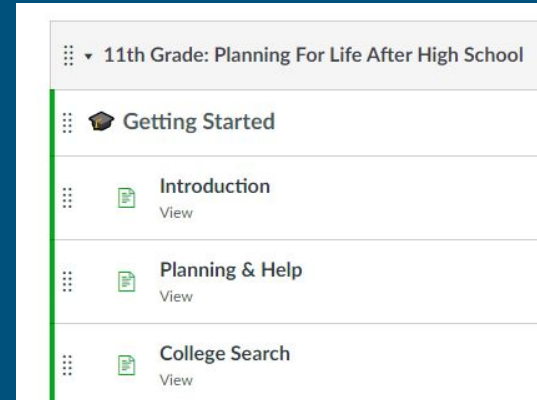 11th Grade: Planning For Life After High School
🎓 Getting Started
Introduction
View
Planning & Help
View
College Search
View